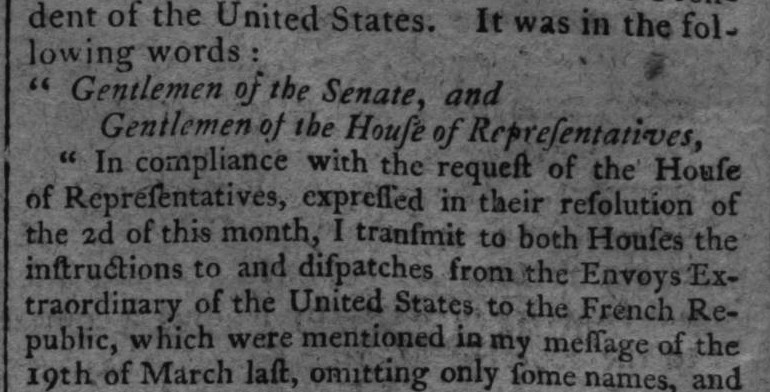 dent of the United States. It was in the fol-
lowing words :
“ Gentlemen of the Senate, and
Gentlemen of the Houſe of Repreſentatives,
“ In compliance with the requeſt of the Houſe
of Repreſentatives, expreſſed in their reſolution of
the 2d of this month, I tranſmit to both Houſes the
inſtructions to and diſpatches from the Envoys Ex-
traordinary of the United States to the French Re-
public, which were mentioned in my meſſage of the
19th of March laſt, omitting only ſome names, and